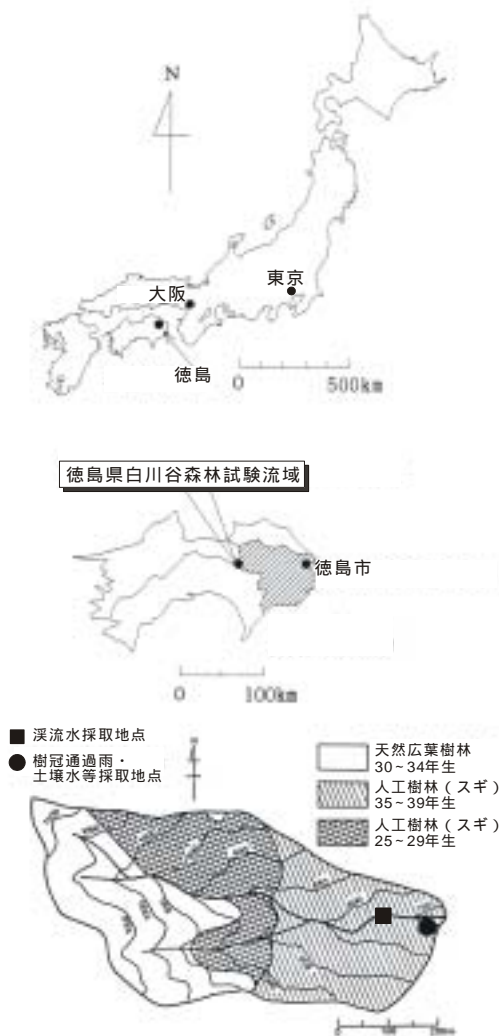 N
東京
大阪
徳島
0 500km
徳島県白川谷森林試験流域
徳島市
0 100km
渓流水採取地点
樹冠通過雨・
土壌水等採取地点
天然広葉樹林
30~34年生
人工樹林(スギ)
35~39年生
人工樹林(スギ)
25~29年生